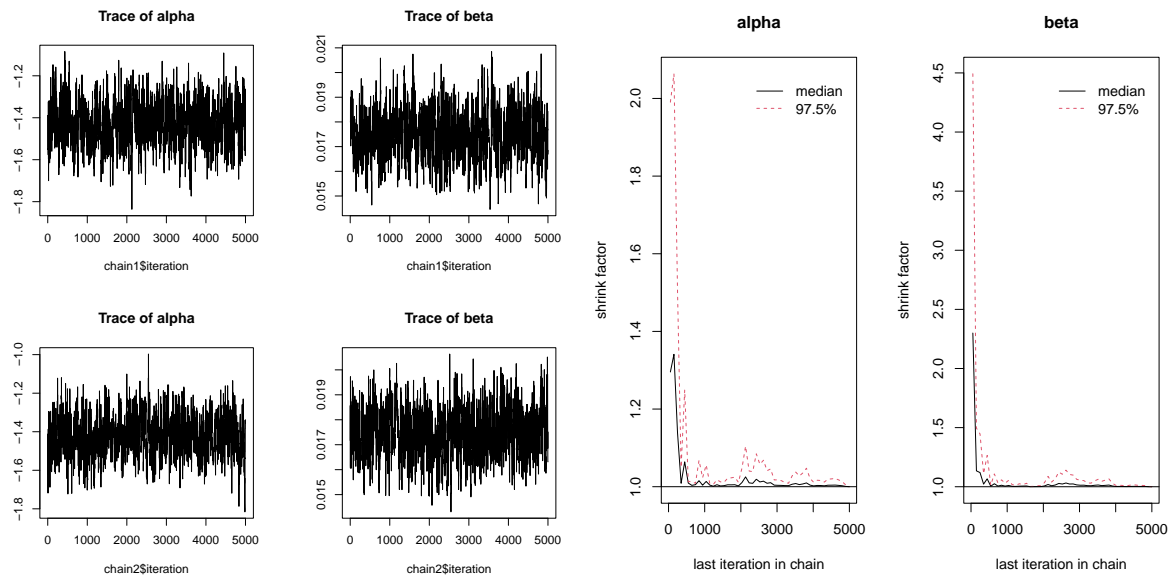 Trace of alpha
−1.2
−1.4
−1.6
−1.8
0 1000 2000 3000 4000 5000
chain1$iteration
Trace of beta
0.021
0.019
0.017
0.015
0 1000 2000 3000 4000 5000
chain1$iteration
Trace of alpha
−1.0
−1.2
−1.4
−1.6
−1.8
0 1000 2000 3000 4000 5000
chain2$iteration
Trace of beta
0.019
0.017
0.015
0 1000 2000 3000 4000 5000
chain2$iteration
alpha
median
97.5%
2.0
1.8
1.6
1.4
1.2
1.0
shrink factor
0 1000 3000 5000
last iteration in chain
beta
median
97.5%
4.5
4.0
3.5
3.0
2.5
2.0
1.5
1.0
shrink factor
0 1000 3000 5000
last iteration in chain